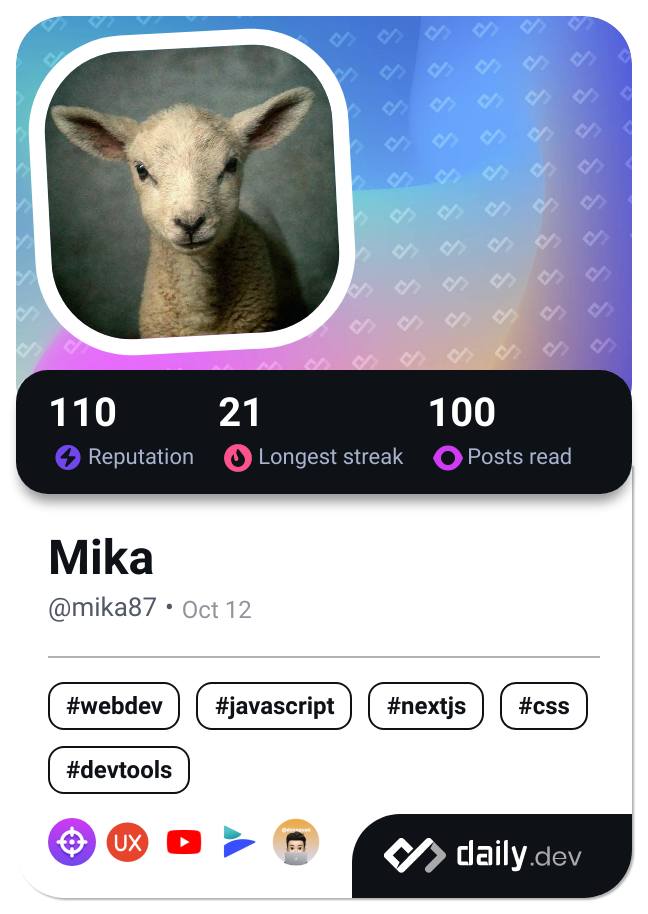 110 21 100
Reputation Longest streak Posts read
Mika
@mika87 • Oct 12
#webdev #javascript #nextjs #css
#devtools
UX
daily.dev